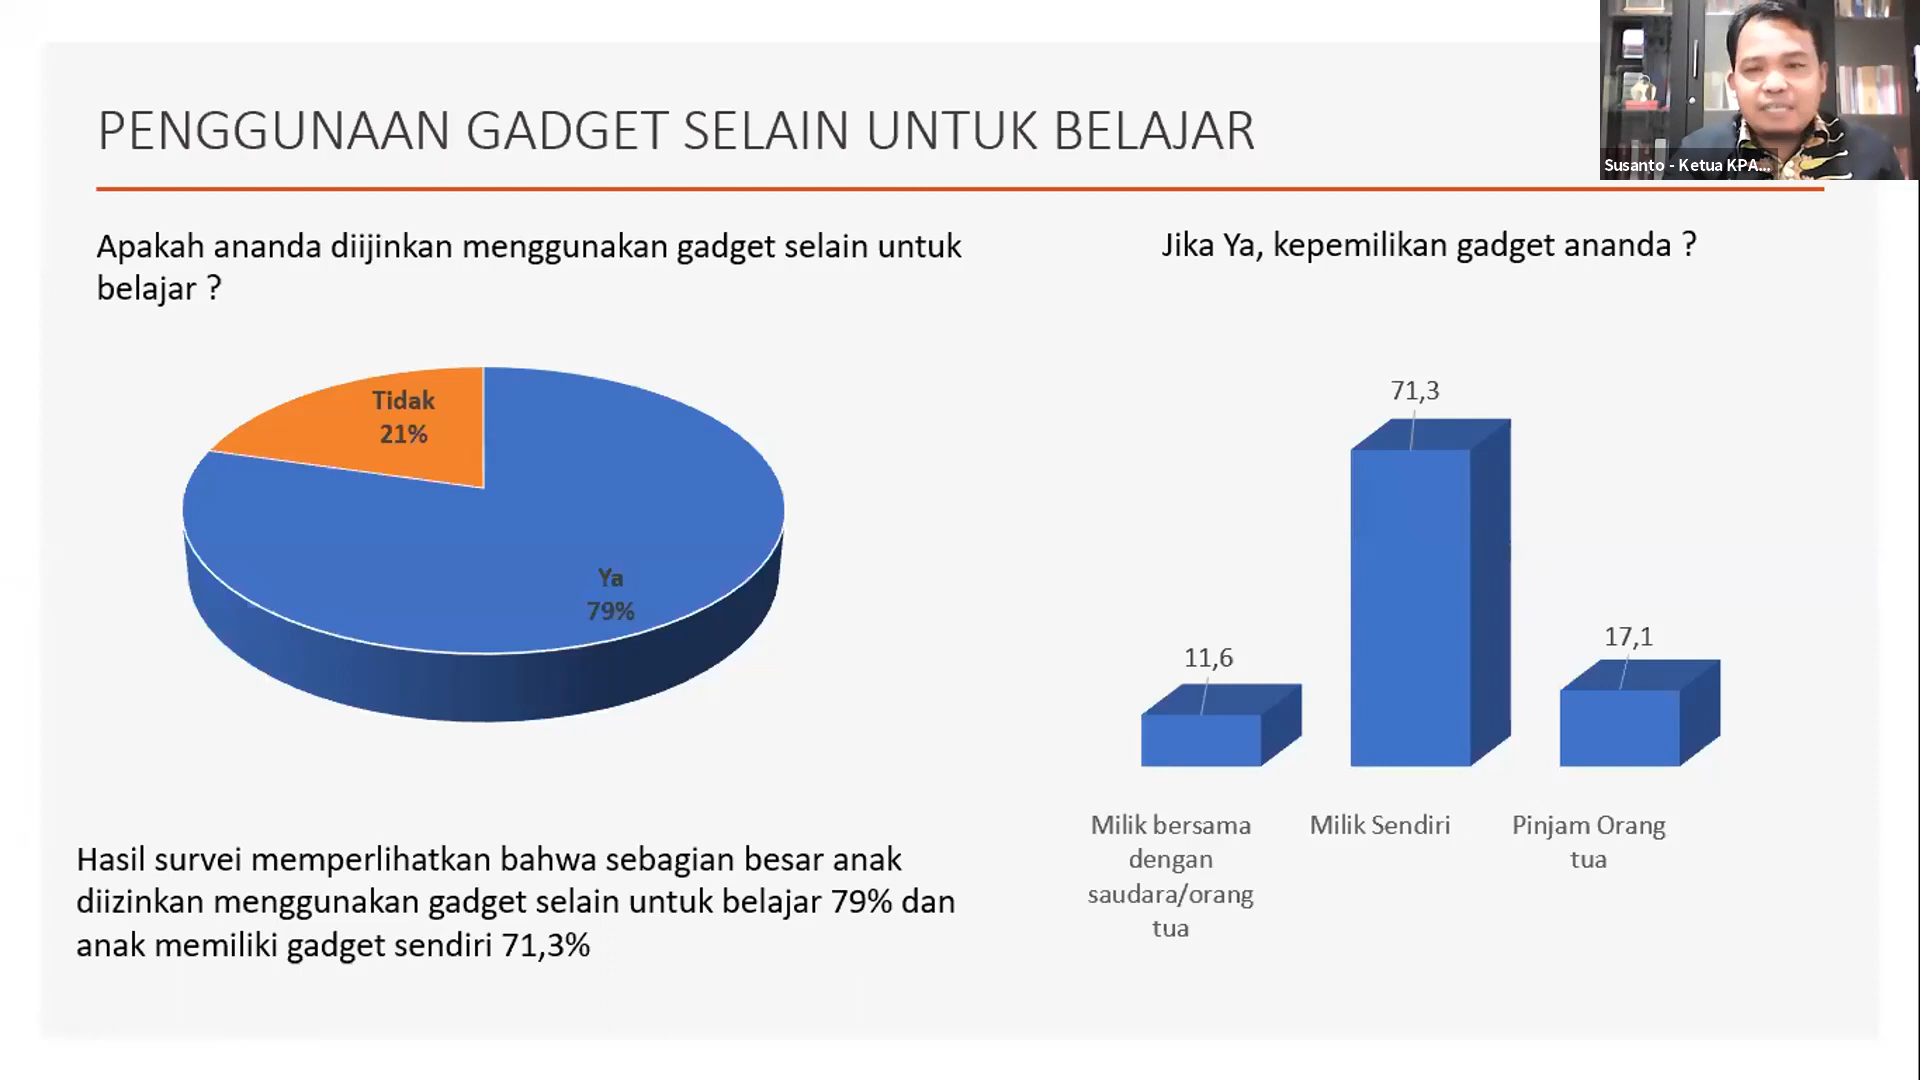 PENGGUNAAN GADGET SELAIN UNTUK BELAJAR
Susanto - Ketua KPA...
Apakah ananda diijinkan menggunakan gadget selain untuk
belajar ?
Tidak
21%
Ya
79%
Hasil survei memperlihatkan bahwa sebagian besar anak
diizinkan menggunakan gadget selain untuk belajar 79% dan
anak memiliki gadget sendiri 71,3%
Jika Ya, kepemilikan gadget ananda ?
11,6
71,3
17,1
Milik bersama
dengan
saudara/orang
tua
Milik Sendiri
Pinjam Orang
tua